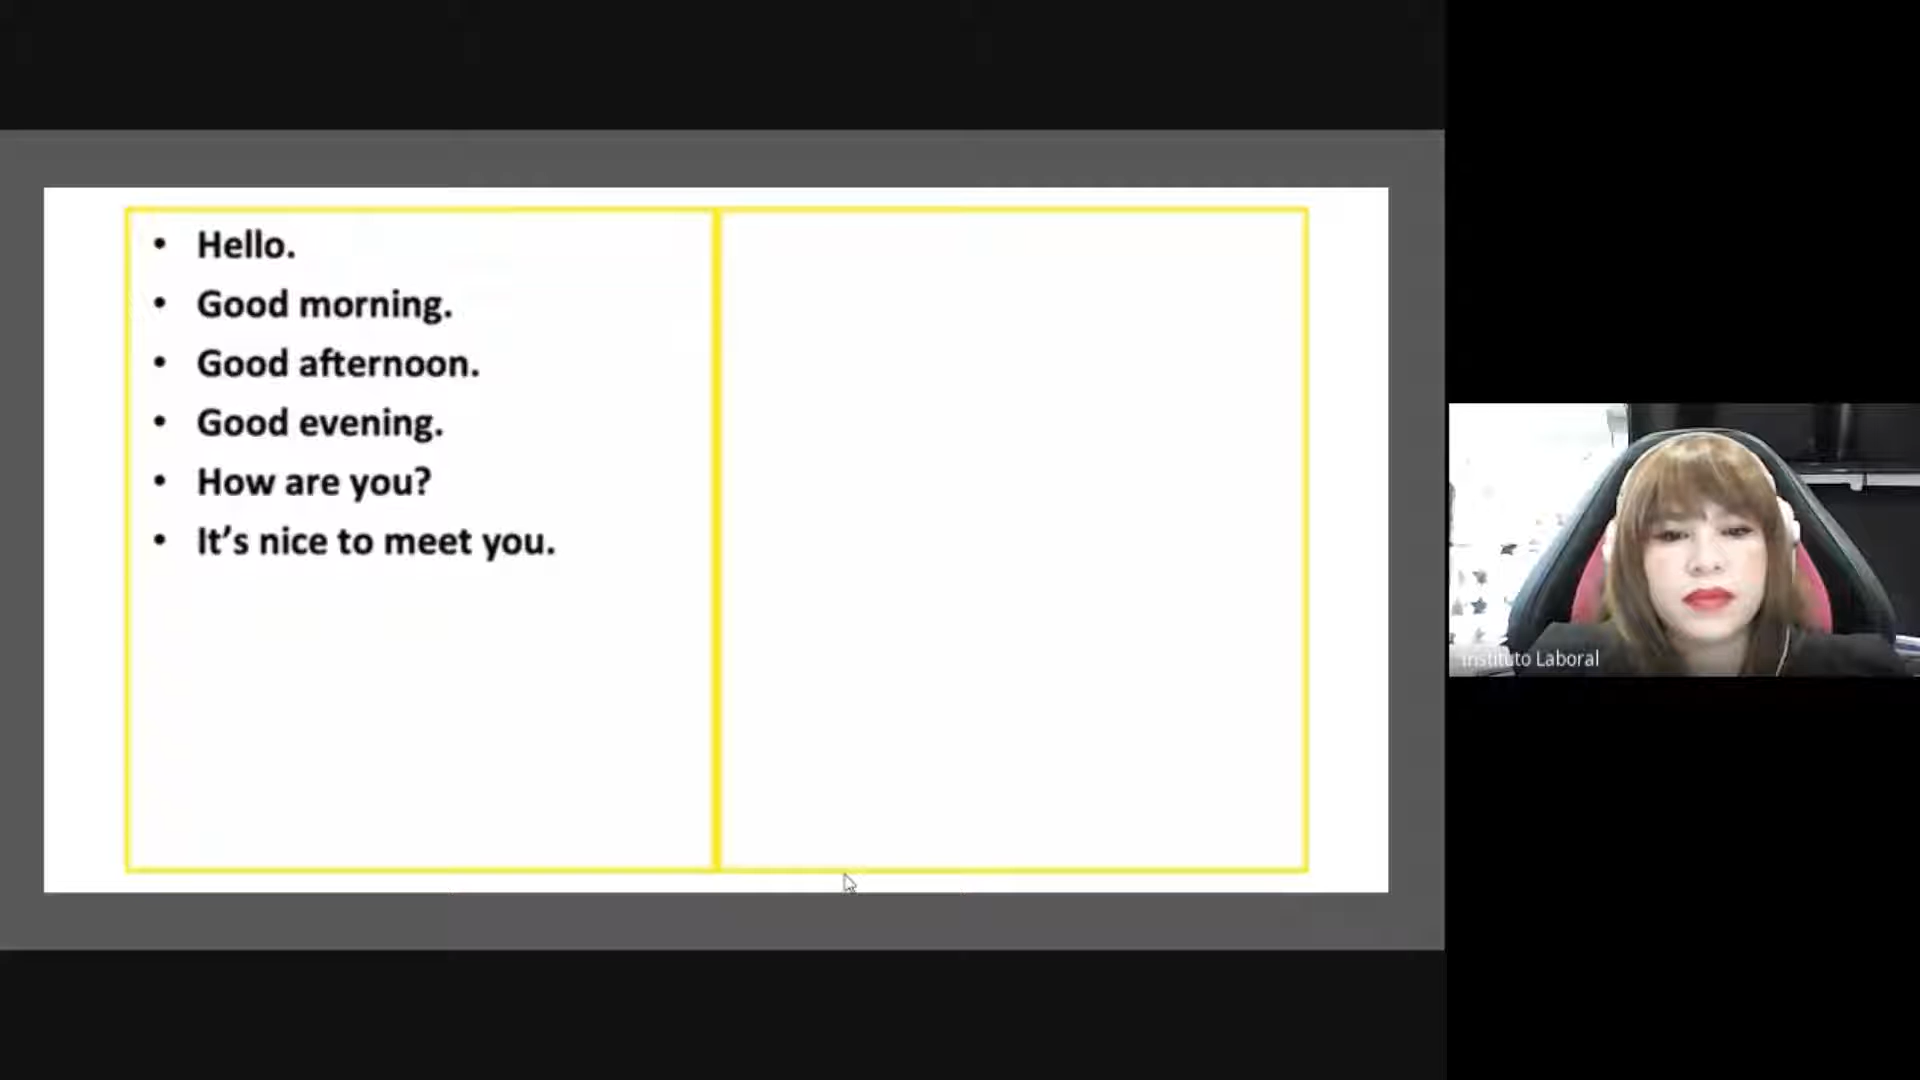 • Hello.
• Good morning.
• Good afternoon.
• Good evening.
• How are you?
• It’s nice to meet you.
Instituto Laboral